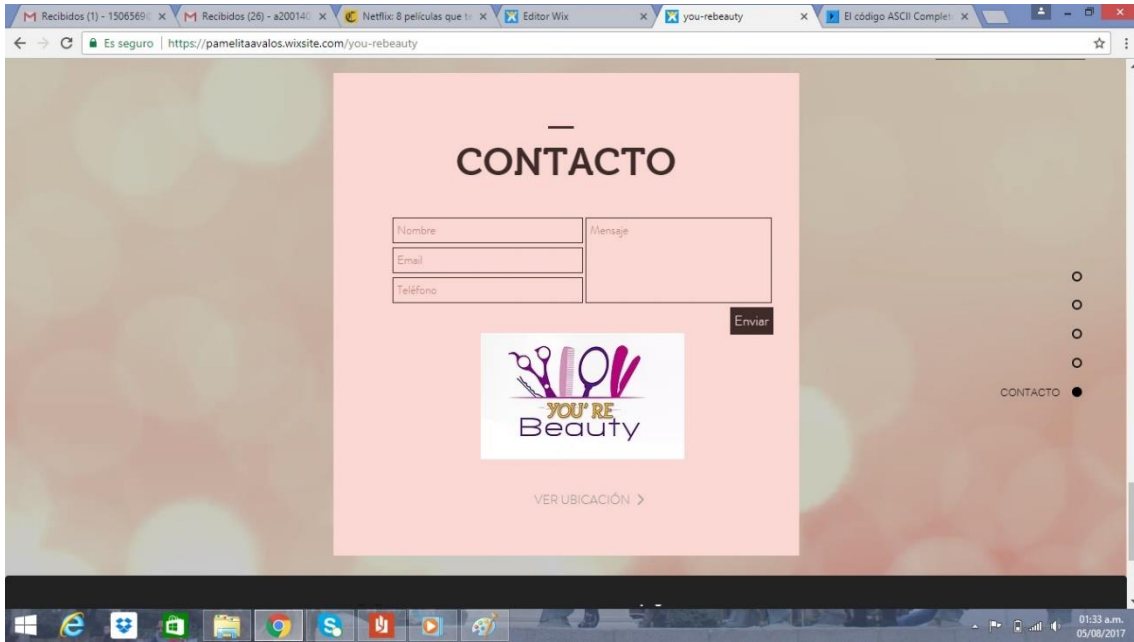 Recibidos (1) - 1506569
Recibidos (26) - a200140
Netflix: 8 películas que te
Editor Wix
you-rebeauty
El código ASCII Complet
Es seguro
https://pamelitaavalos.wixsite.com/you-rebeauty
CONTACTO
Nombre
Mensaje
Email
Teléfono
Enviar
YOU'RE
Beauty
CONTACTO
VER UBICACIÓN >
01:33 a.m.
05/08/2017